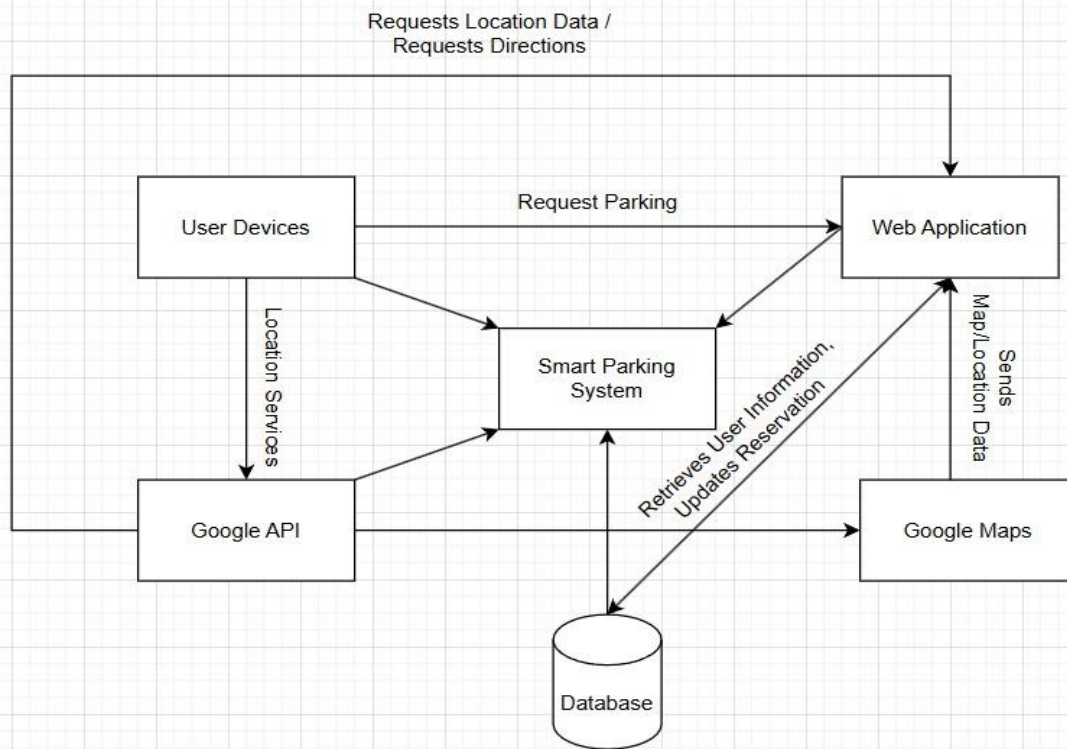 Requests Location Data /
Requests Directions
User Devices
Request Parking
Web Application
Location Services
Smart Parking
System
Retrieves User Information,
Updates Reservation
Sends
Map/Location Data
Google API
Google Maps
Database